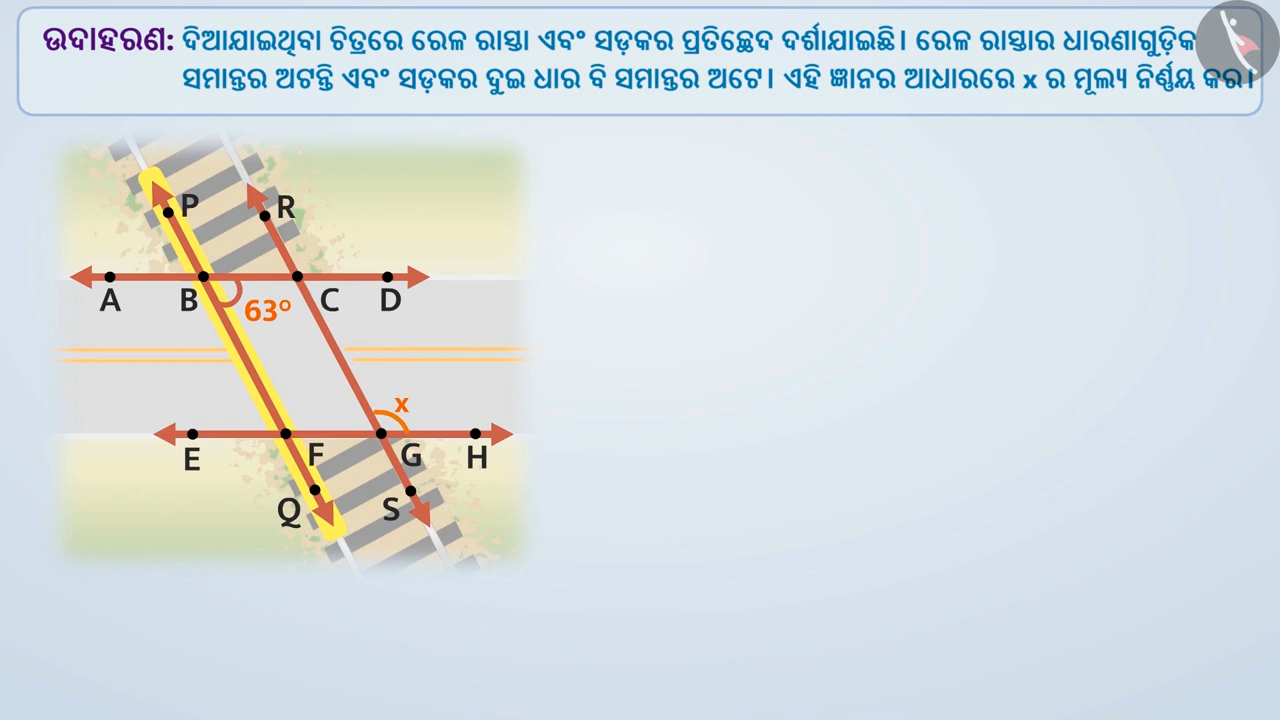 ଉଦାହରଣ: ଦିଆଯାଇଥିବା ଚିତ୍ରରେ ରେଳ ରାସ୍ତା ଏବଂ ସଡ଼କର ପ୍ରତିଚ୍ଛେଦ ଦର୍ଶାଯାଇଛି। ରେଳ ରାସ୍ତାର ଧାରଣାଗୁଡ଼ିକ
ସମାନ୍ତର ଅଟନ୍ତି ଏବଂ ସଡ଼କର ଦୁଇ ଧାର ବି ସମାନ୍ତର ଅଟେ। ଏହି ଜ୍ଞାନର ଆଧାରରେ x ର ମୂଲ୍ୟ ନିର୍ଣ୍ଣୟ କର।
P R
A B 63° C D
x
E F G H
Q S